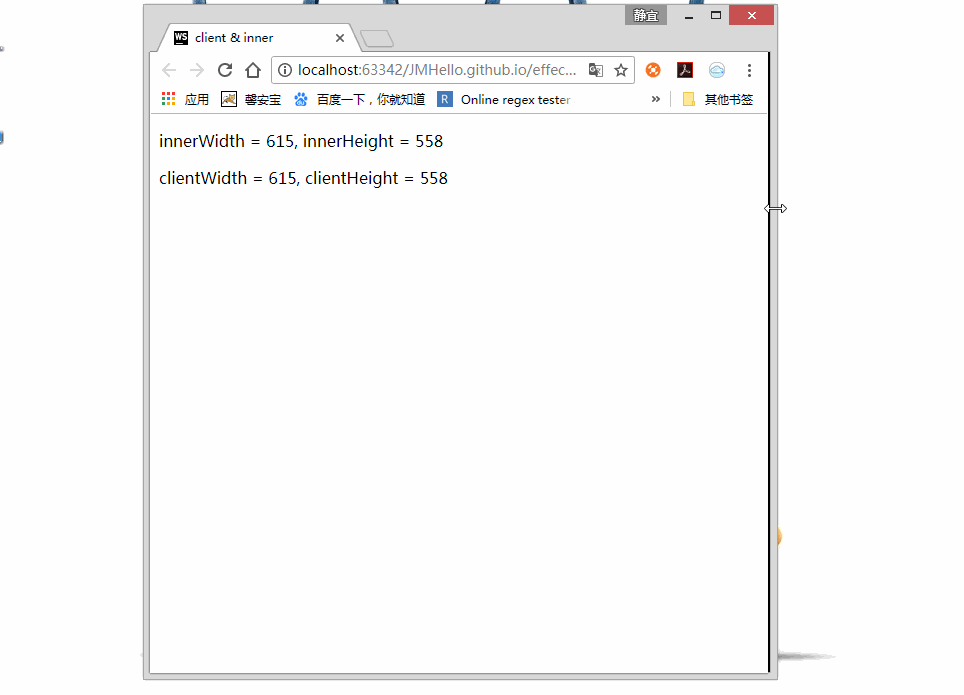 静宜
WS client & inner
localhost:63342/JMHello.github.io/effec...
应用 馨安宝 百度一下，你就知道 R Online regex tester » 其他书签
innerWidth = 615, innerHeight = 558
clientWidth = 615, clientHeight = 558